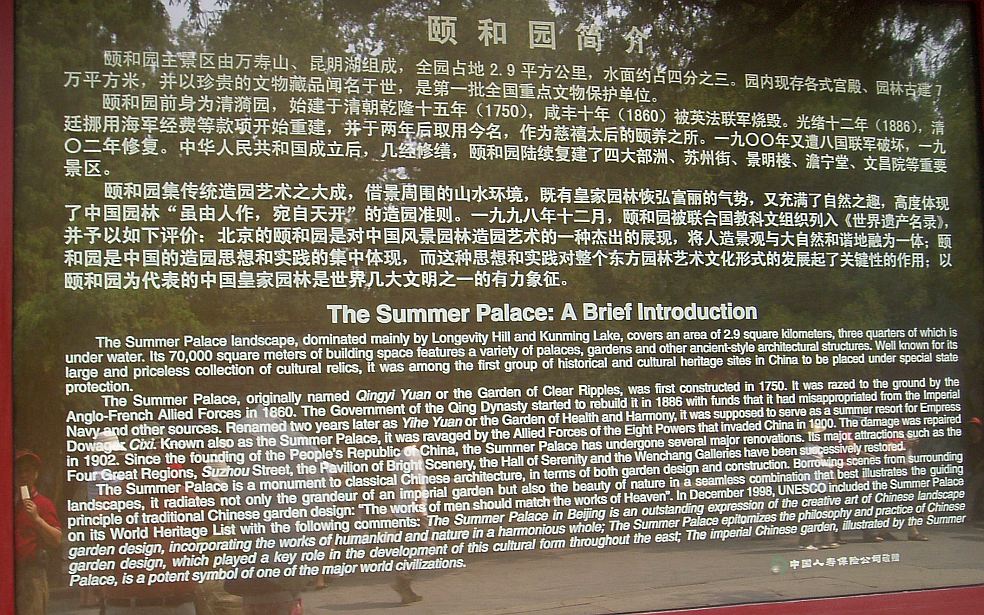 颐和园简介
颐和园主景区由万寿山、昆明湖组成，全园占地2.9平方公里，水面约占四分之三。园内现存各式宫殿、园林古建7
万平方米，并以珍贵的文物藏品闻名于世，是第一批全国重点文物保护单位。
颐和园前身为清漪园，始建于清朝乾隆十五年（1750），咸丰十年（1860）被英法联军烧毁。光绪十二年（1886），清
廷挪用海军经费等款项开始重建，并于两年后取用今名，作为慈禧太后的颐养之所。一九〇〇年又遭八国联军破坏，一九
〇二年修复。中华人民共和国成立后，几经修缮，颐和园陆续复建了四大部洲、苏州街、景明楼、澹宁堂、文昌院等重要
景区。
颐和园集传统造园艺术之大成，借景周围的山水环境，既有皇家园林恢弘富丽的气势，又充满了自然之趣，高度体现
了中国园林“虽由人作，宛自天开”的造园准则。一九九八年十二月，颐和园被联合国教科文组织列入《世界遗产名录》，
并予以如下评价：北京的颐和园是对中国风景园林造园艺术的一种杰出的展现，将人造景观与大自然和谐地融为一体；颐
和园是中国的造园思想和实践的集中体现，而这种思想和实践对整个东方园林艺术文化形式的发展起了关键性的作用；以
颐和园为代表的中国皇家园林是世界几大文明之一的有力象征。
The Summer Palace: A Brief Introduction
The Summer Palace landscape, dominated mainly by Longevity Hill and Kunming Lake, covers an area of 2.9 square kilometers, three quarters of which is
under water. Its 70,000 square meters of building space features a variety of palaces, gardens and other ancient-style architectural structures. Well known for its
large and priceless collection of cultural relics, it was among the first group of historical and cultural heritage sites in China to be placed under special state
protection.
The Summer Palace, originally named Qingyi Yuan or the Garden of Clear Ripples, was first constructed in 1750. It was razed to the ground by the
Anglo-French Allied Forces in 1860. The Government of the Qing Dynasty started to rebuild it in 1886 with funds that it had misappropriated from the Imperial
Navy and other sources. Renamed two years later as Yihe Yuan or the Garden of Health and Harmony, it was supposed to serve as a summer resort for Empress
Dowager Cixi. Known also as the Summer Palace, it was ravaged by the Allied Forces of the Eight Powers that invaded China in 1900. The damage was repaired
in 1902. Since the founding of the People's Republic of China, the Summer Palace has undergone several major renovations. Its major attractions such as the
Four Great Regions, Suzhou Street, the Pavilion of Bright Scenery, the Hall of Serenity and the Wenchang Galleries have been successively restored.
The Summer Palace is a monument to classical Chinese architecture, in terms of both garden design and construction. Borrowing scenes from surrounding
landscapes, it radiates not only the grandeur of an imperial garden but also the beauty of nature in a seamless combination that best illustrates the guiding
principle of traditional Chinese garden design: “The works of men should match the works of Heaven”. In December 1998, UNESCO included the Summer Palace
on its World Heritage List with the following comments: The Summer Palace in Beijing is an outstanding expression of the creative art of Chinese landscape
garden design, incorporating the works of humankind and nature in a harmonious whole; The Summer Palace epitomizes the philosophy and practice of Chinese
garden design, which played a key role in the development of this cultural form throughout the east; The imperial Chinese garden, illustrated by the Summer
Palace, is a potent symbol of one of the major world civilizations.
中国人寿保险公司敬赠